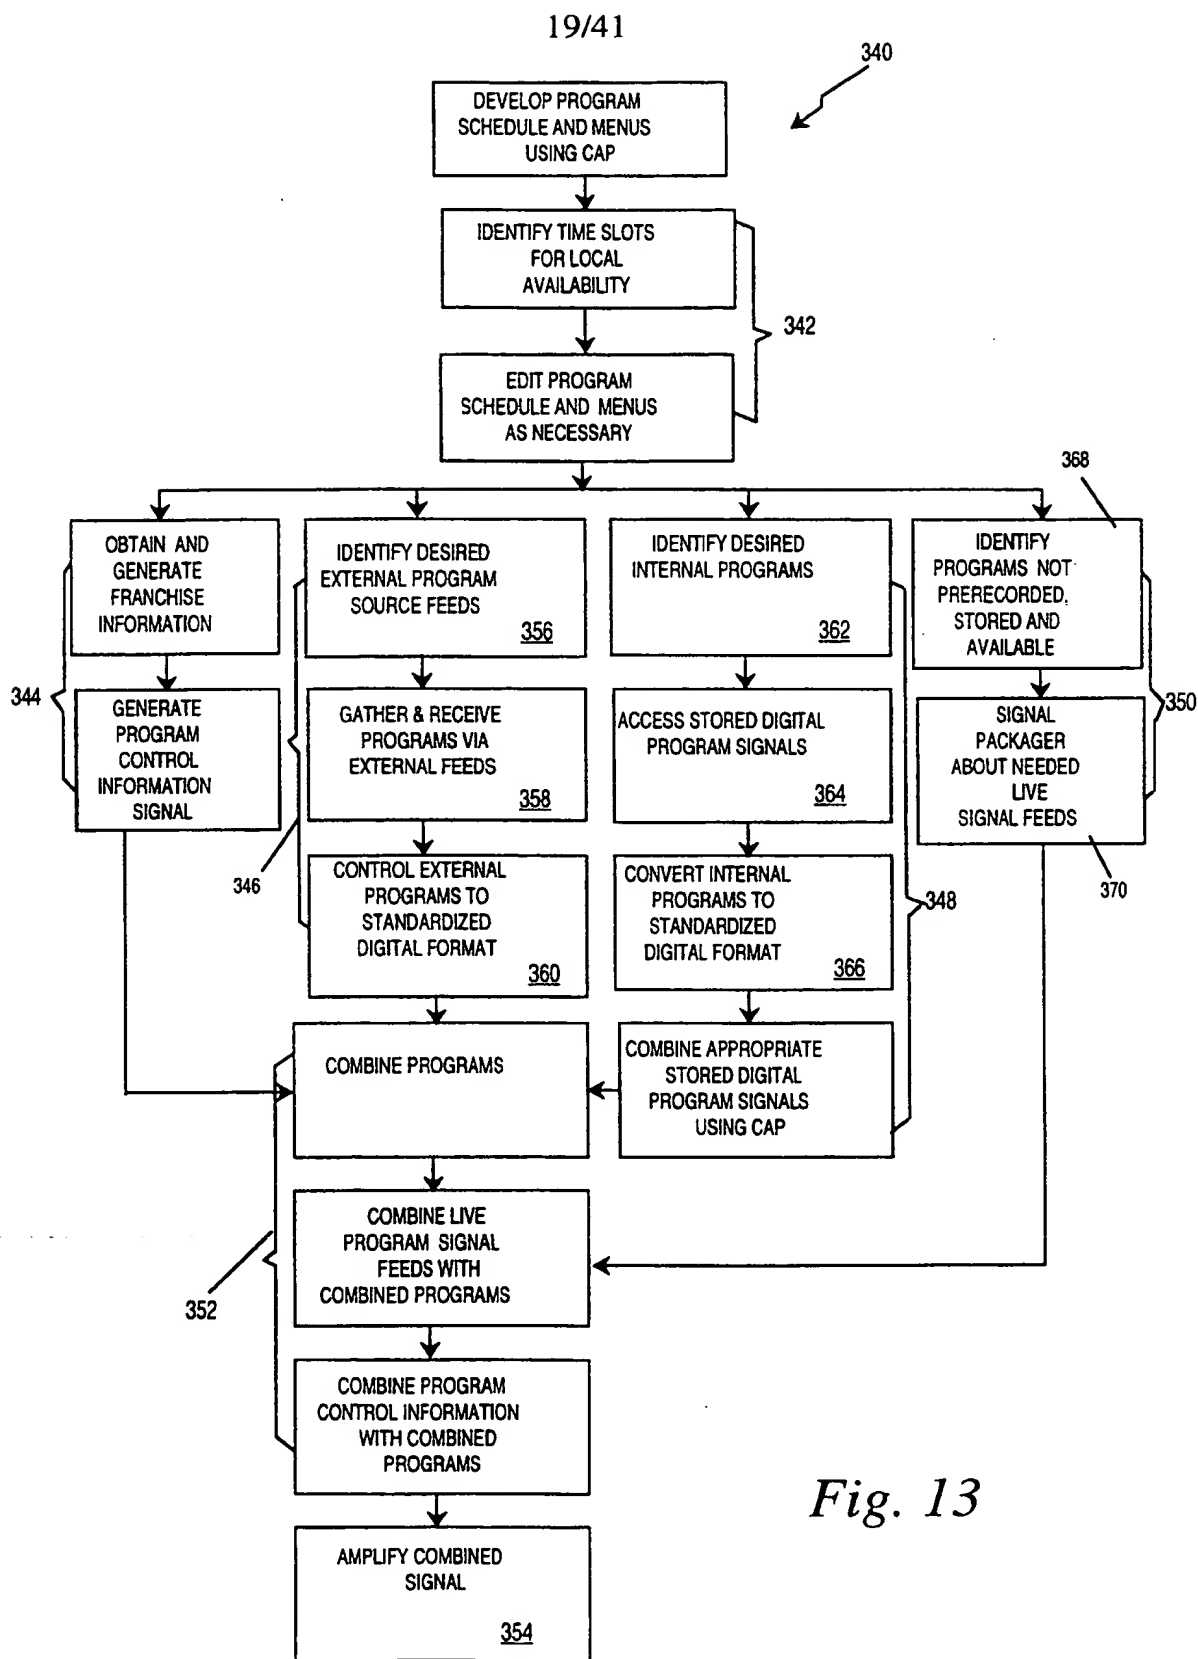 19/41
340
DEVELOP PROGRAM
SCHEDULE AND MENUS
USING CAP
IDENTIFY TIME SLOTS
FOR LOCAL
AVAILABILITY
342
EDIT PROGRAM
SCHEDULE AND MENUS
AS NECESSARY
344
OBTAIN AND
GENERATE
FRANCHISE
INFORMATION
GENERATE
PROGRAM
CONTROL
INFORMATION
SIGNAL
346
IDENTIFY DESIRED
EXTERNAL PROGRAM
SOURCE FEEDS
356
GATHER & RECEIVE
PROGRAMS VIA
EXTERNAL FEEDS
358
CONTROL EXTERNAL
PROGRAMS TO
STANDARDIZED
DIGITAL FORMAT
360
IDENTIFY DESIRED
INTERNAL PROGRAMS
362
ACCESS STORED DIGITAL
PROGRAM SIGNALS
364
CONVERT INTERNAL
PROGRAMS TO
STANDARDIZED
DIGITAL FORMAT
366
COMBINE APPROPRIATE
STORED DIGITAL
PROGRAM SIGNALS
USING CAP
348
368
IDENTIFY
PROGRAMS NOT
PRERECORDED,
STORED AND
AVAILABLE
350
SIGNAL
PACKAGER
ABOUT NEEDED
LIVE
SIGNAL FEEDS
370
COMBINE PROGRAMS
352
COMBINE LIVE
PROGRAM SIGNAL
FEEDS WITH
COMBINED PROGRAMS
COMBINE PROGRAM
CONTROL INFORMATION
WITH COMBINED
PROGRAMS
AMPLIFY COMBINED
SIGNAL
354
Fig. 13